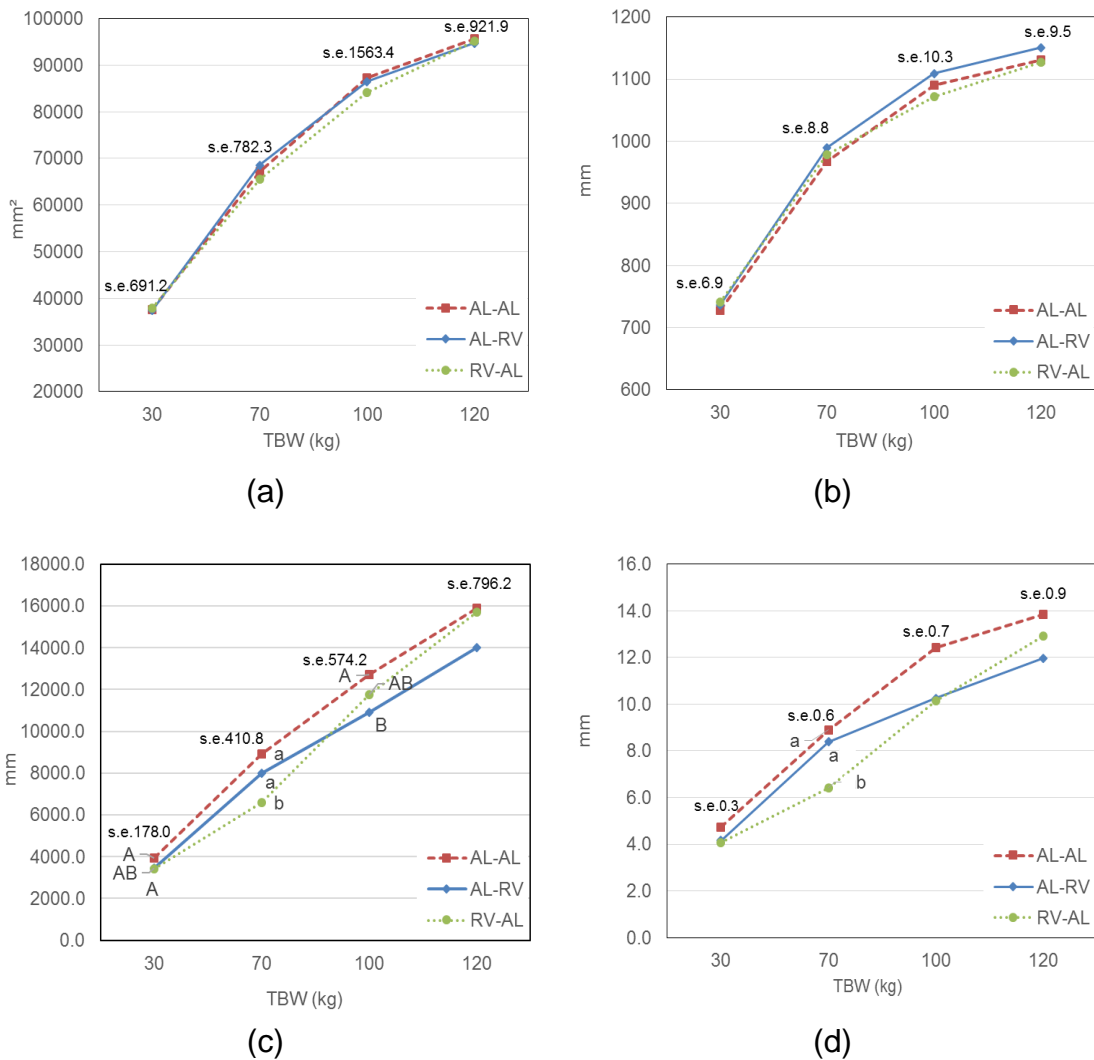 100000
90000
80000
70000
60000
50000
40000
30000
20000
mm²
s.e.691.2
s.e.782.3
s.e.1563.4
s.e.921.9
AL-AL
AL-RV
RV-AL
30 70 100 120
TBW (kg)
(a)
1200
1100
1000
900
800
700
600
mm
s.e.6.9
s.e.8.8
s.e.10.3
s.e.9.5
AL-AL
AL-RV
RV-AL
30 70 100 120
TBW (kg)
(b)
18000.0
16000.0
14000.0
12000.0
10000.0
8000.0
6000.0
4000.0
2000.0
0.0
mm
s.e.178.0
A
AB
A
s.e.410.8
a
a
b
s.e.574.2
A
AB
B
s.e.796.2
AL-AL
AL-RV
RV-AL
30 70 100 120
TBW (kg)
(c)
16.0
14.0
12.0
10.0
8.0
6.0
4.0
2.0
0.0
mm
s.e.0.3
s.e.0.6
a
a
b
s.e.0.7
s.e.0.9
AL-AL
AL-RV
RV-AL
30 70 100 120
TBW (kg)
(d)